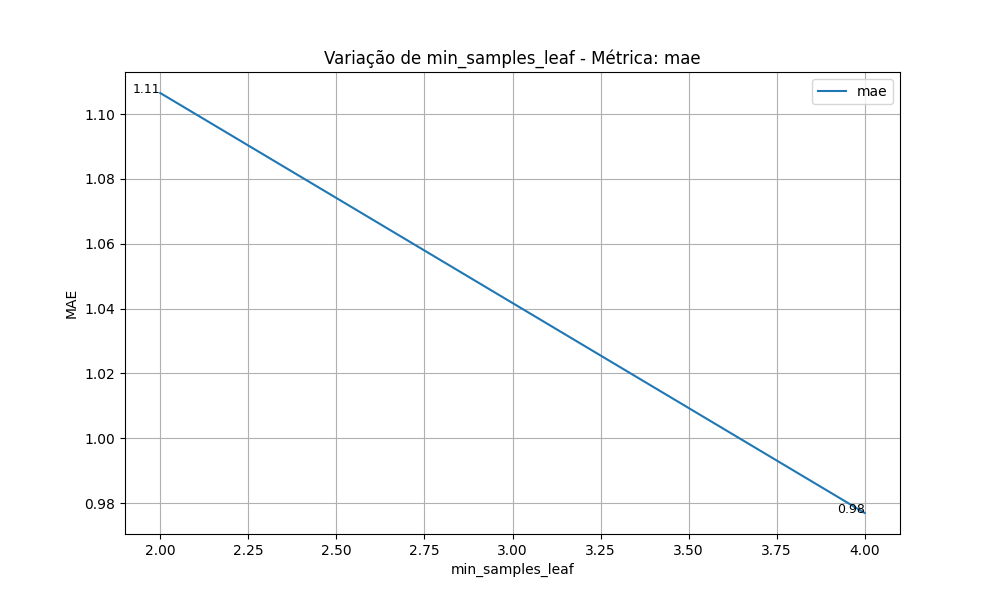 Variação de min_samples_leaf - Métrica: mae
1.11
mae
1.10
1.08
1.06
1.04
1.02
1.00
0.98
MAE
0.98
2.00 2.25 2.50 2.75 3.00 3.25 3.50 3.75 4.00
min_samples_leaf